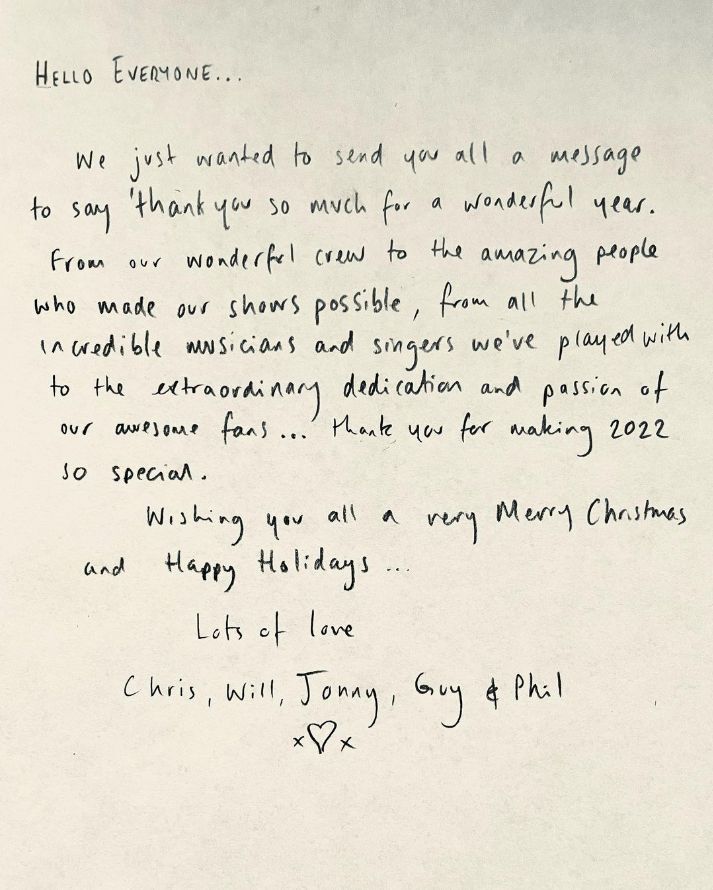 HELLO EVERYONE...
We just wanted to send you all a message
to say 'thank you so much for a wonderful year.
From our wonderful crew to the amazing people
who made our shows possible, from all the
incredible musicians and singers we've played with
to the extraordinary dedication and passion of
our awesome fans... thank you for making 2022
so special.
Wishing you all a very Merry Christmas
and Happy Holidays...
Lots of love
Chris, Will, Jonny, Guy & Phil
x♡x